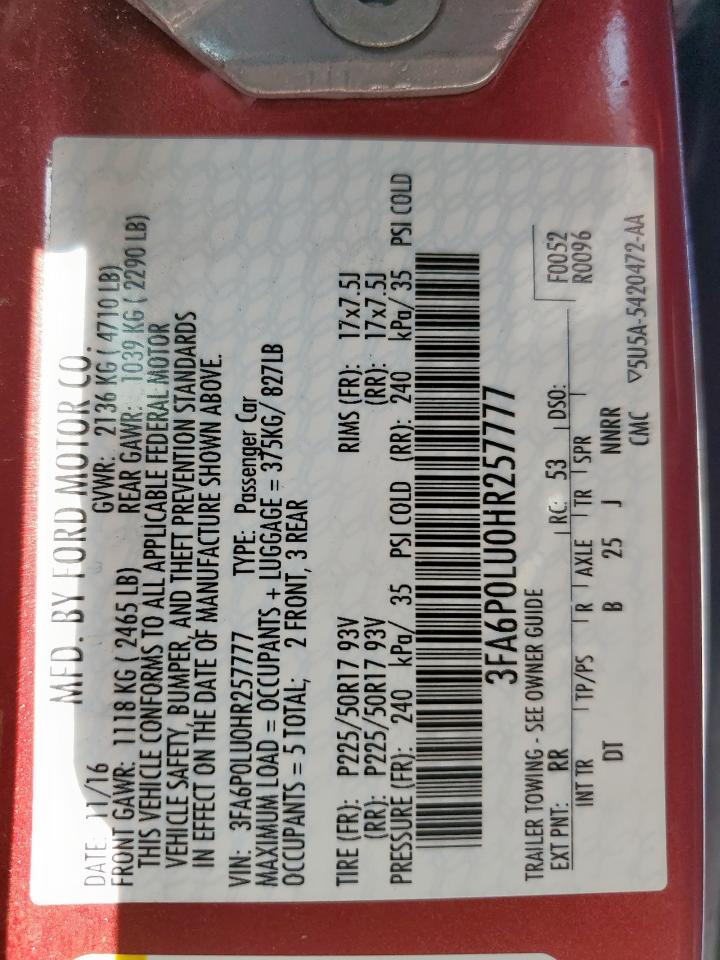 MFD. BY FORD MOTOR CO.
DATE: 11/16 GVWR: 2136 KG ( 4710 LB)
FRONT GAWR: 1118 KG ( 2465 LB) REAR GAWR: 1039 KG ( 2290 LB)
THIS VEHICLE CONFORMS TO ALL APPLICABLE FEDERAL MOTOR
VEHICLE SAFETY, BUMPER, AND THEFT PREVENTION STANDARDS
IN EFFECT ON THE DATE OF MANUFACTURE SHOWN ABOVE.
VIN: 3FA6P0LU0HR257777 TYPE: Passenger Car
MAXIMUM LOAD = OCCUPANTS + LUGGAGE = 375KG/ 827LB
OCCUPANTS = 5 TOTAL; 2 FRONT, 3 REAR
TIRE (FR): P225/50R17 93V RIMS (FR): 17x7.5J
(RR): P225/50R17 93V (RR): 17x7.5J
PRESSURE (FR): 240 kPa/ 35 PSI COLD (RR): 240 kPa/ 35 PSI COLD
3FA6P0LU0HR257777
TRAILER TOWING - SEE OWNER GUIDE F0052
EXT PNT: RR RC: 53 DSO: R0096
INT TR TP/PS R AXLE TR SPR
DT B 25 J NNRR
CMC ▽5U5A-5420472-AA